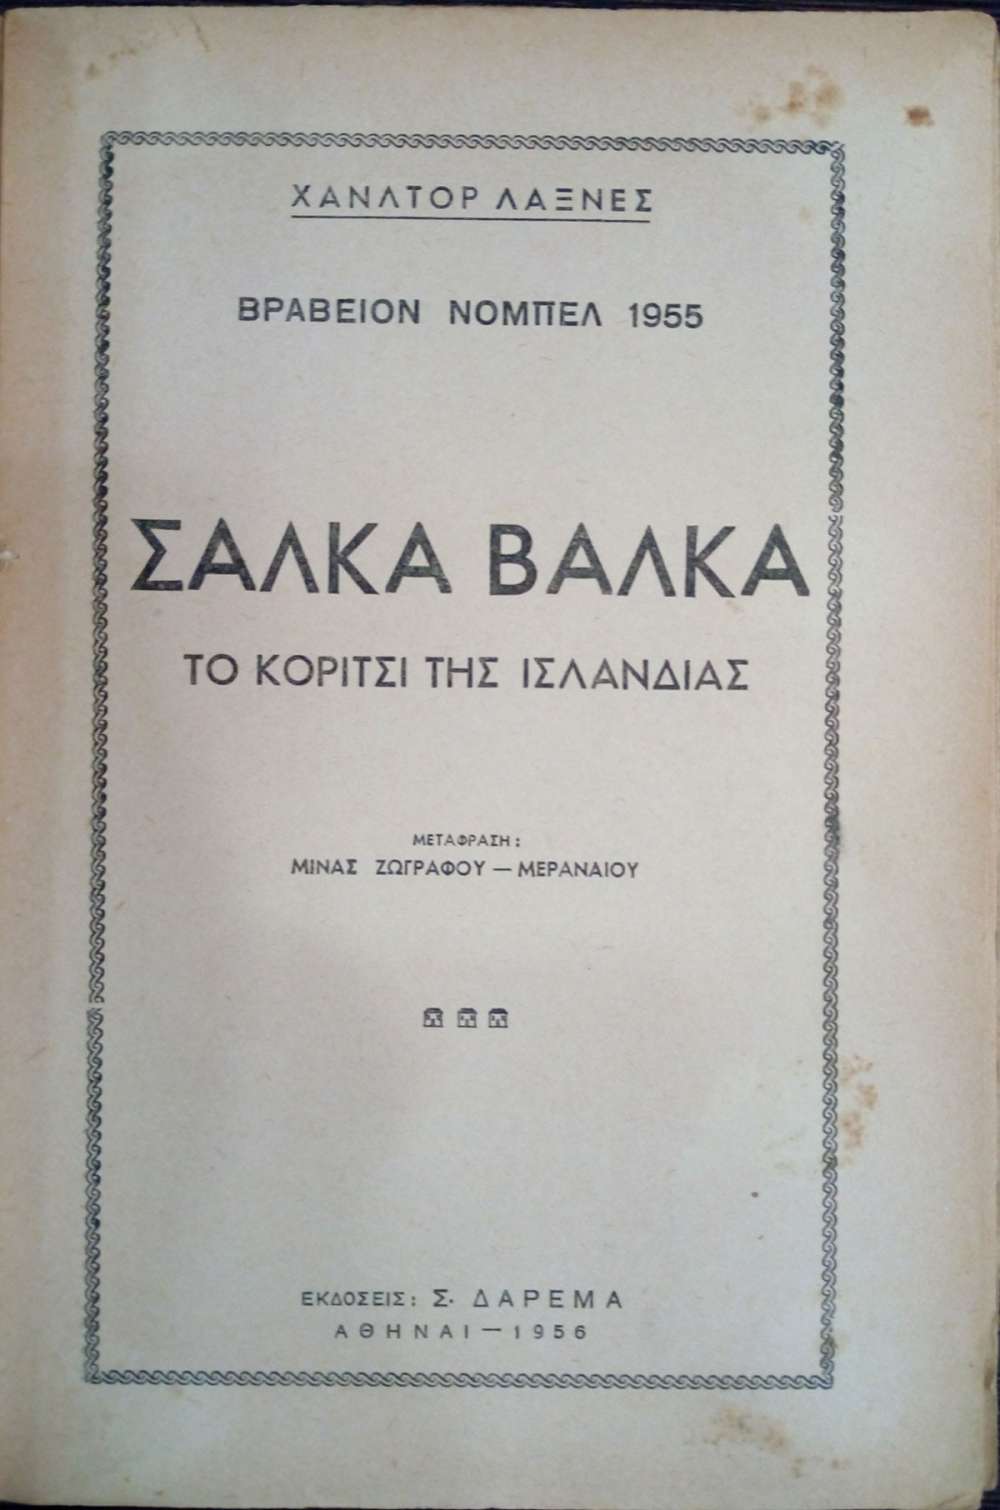 ΧΑΝΛΤΟΡ ΛΑΞΝΕΣ
ΒΡΑΒΕΙΟΝ ΝΟΜΠΕΛ 1955
ΣΑΛΚΑ ΒΑΛΚΑ
ΤΟ ΚΟΡΙΤΣΙ ΤΗΣ ΙΣΛΑΝΔΙΑΣ
ΜΕΤΑΦΡΑΣΗ:
ΜΙΝΑΣ ΖΩΓΡΑΦΟΥ — ΜΕΡΑΝΑΙΟΥ
ΕΚΔΟΣΕΙΣ: Σ. ΔΑΡΕΜΑ
ΑΘΗΝΑΙ — 1956